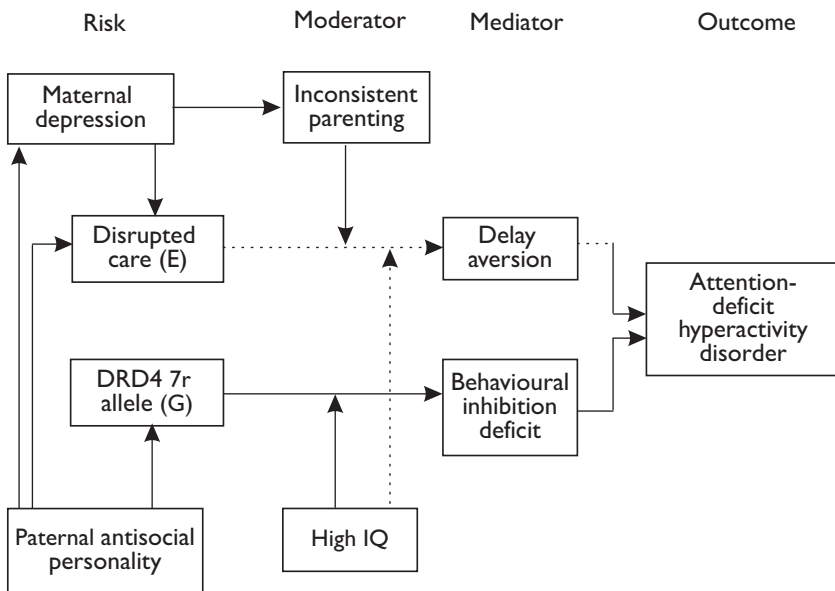 Risk
Moderator
Mediator
Outcome
Maternal
depression
Inconsistent
parenting
Disrupted
care (E)
Delay
aversion
Attention-
deficit
hyperactivity
disorder
DRD4 7r
allele (G)
Behavioural
inhibition
deficit
Paternal antisocial
personality
High IQ